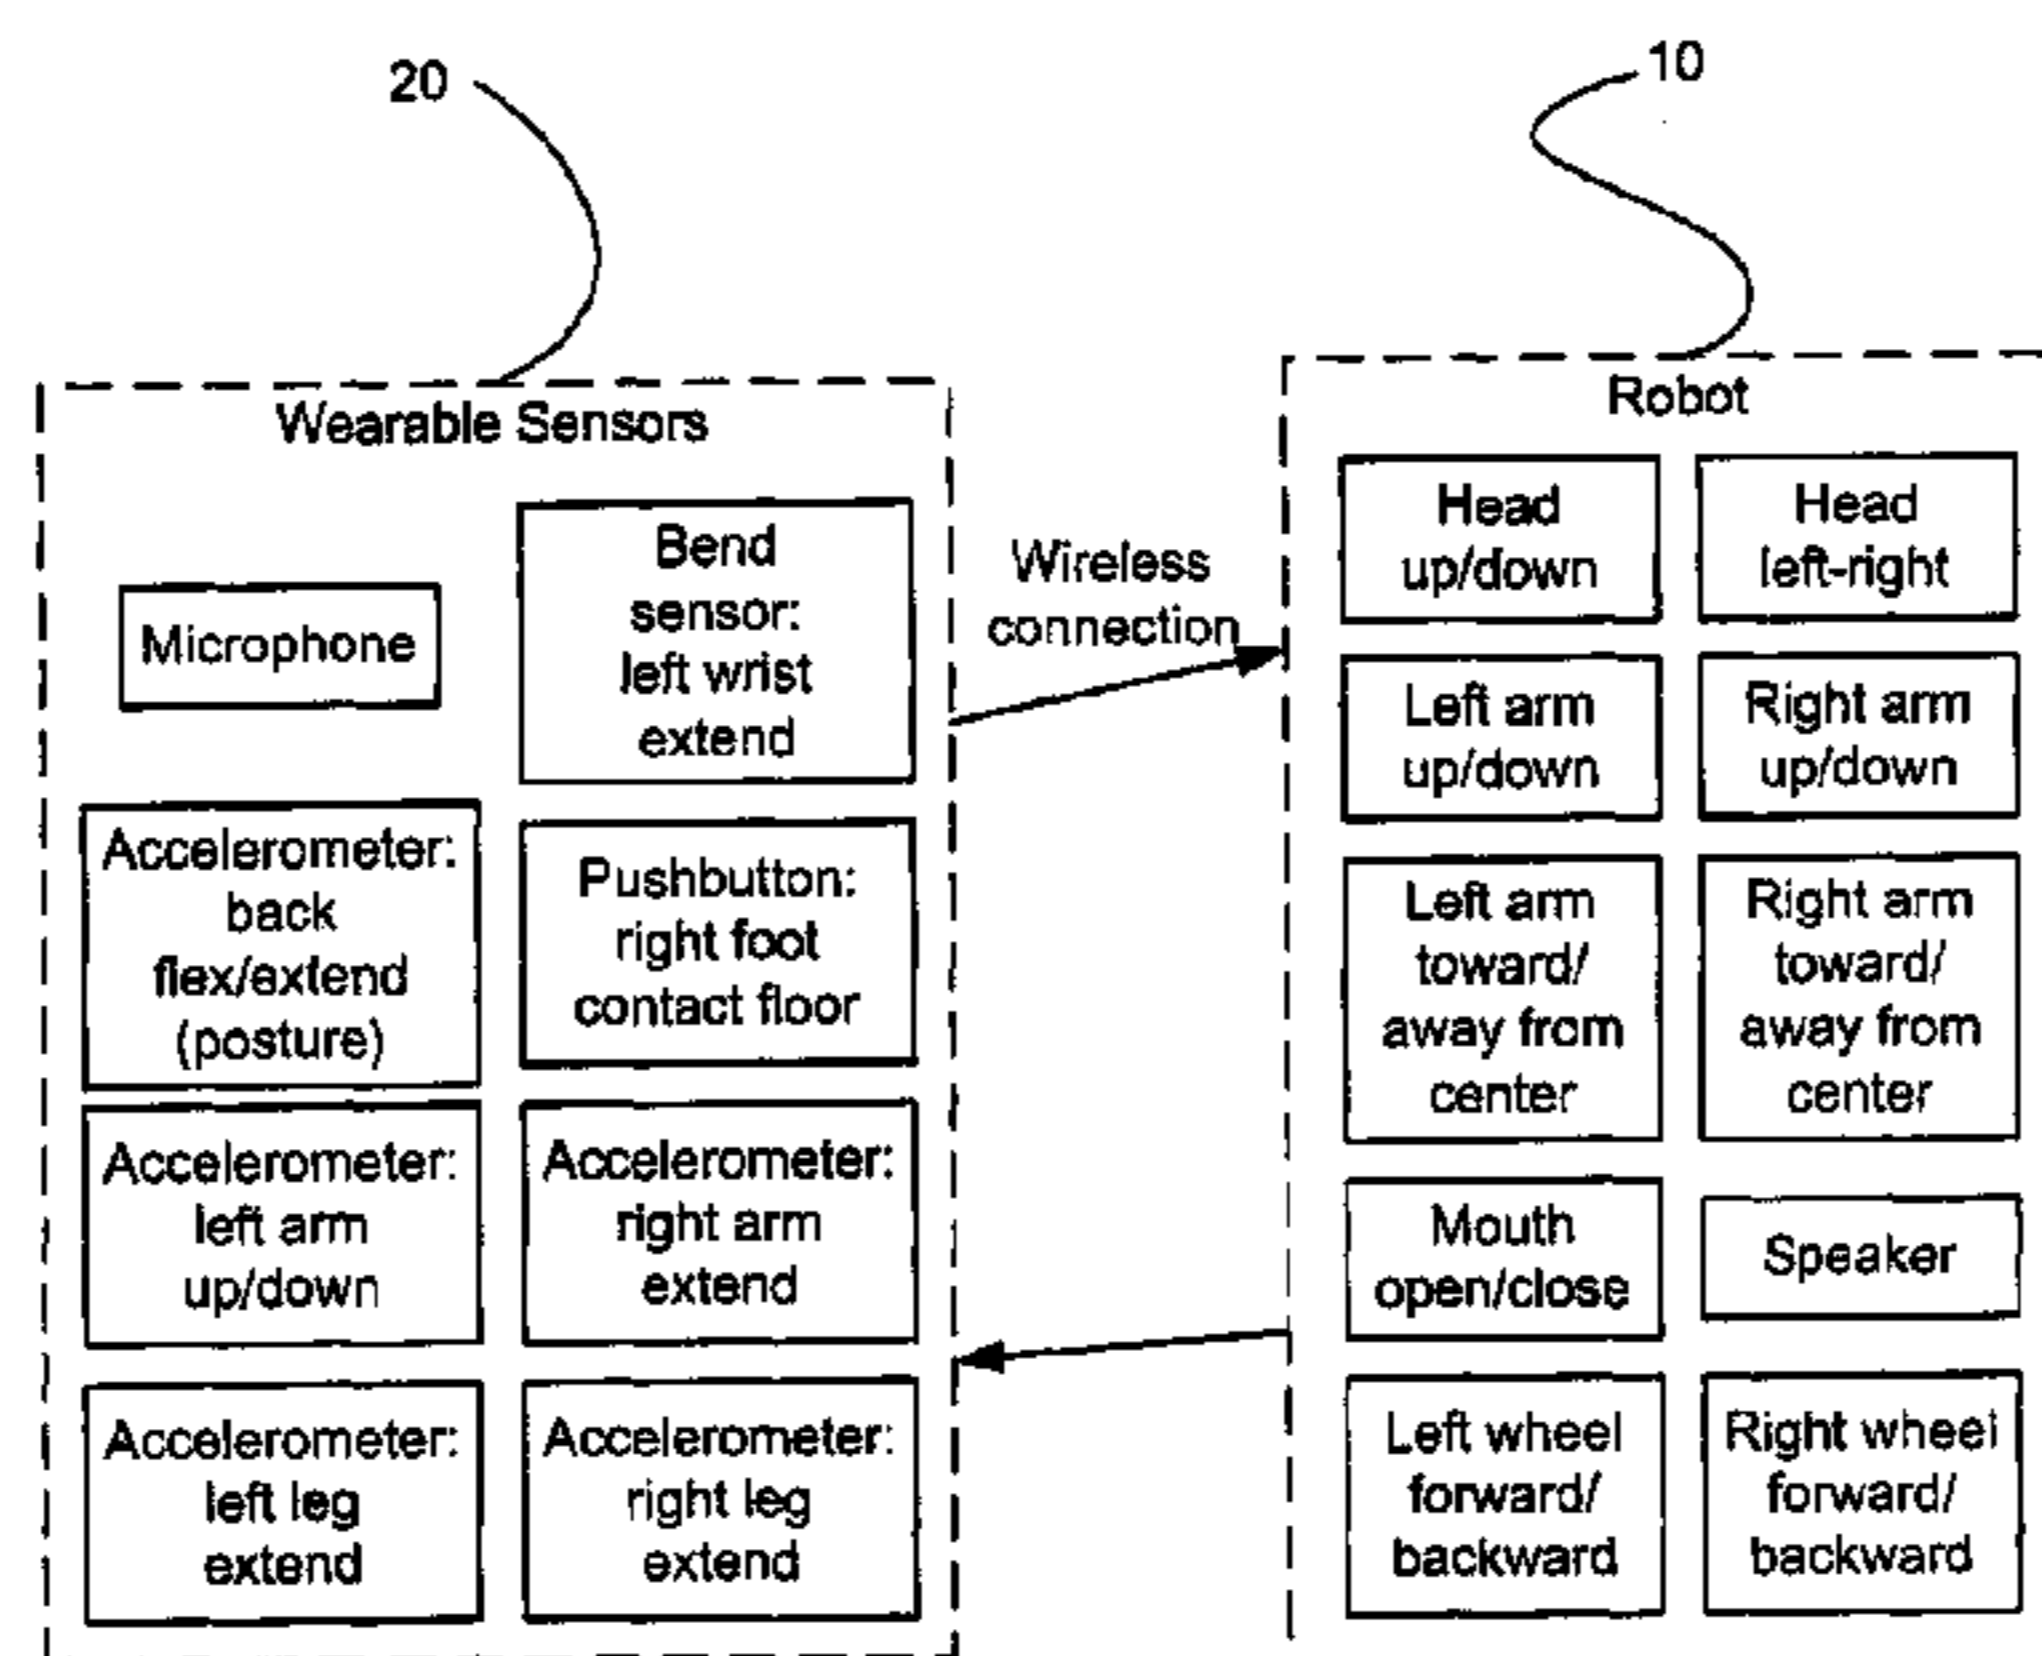 20
10
Wearable Sensors
Microphone
Bend
sensor:
left wrist
extend
Accelerometer:
back
flex/extend
(posture)
Pushbutton:
right foot
contact floor
Accelerometer:
left arm
up/down
Accelerometer:
right arm
extend
Accelerometer:
left leg
extend
Accelerometer:
right leg
extend
Wireless
connection
Robot
Head
up/down
Head
left-right
Left arm
up/down
Right arm
up/down
Left arm
toward/
away from
center
Right arm
toward/
away from
center
Mouth
open/close
Speaker
Left wheel
forward/
backward
Right wheel
forward/
backward